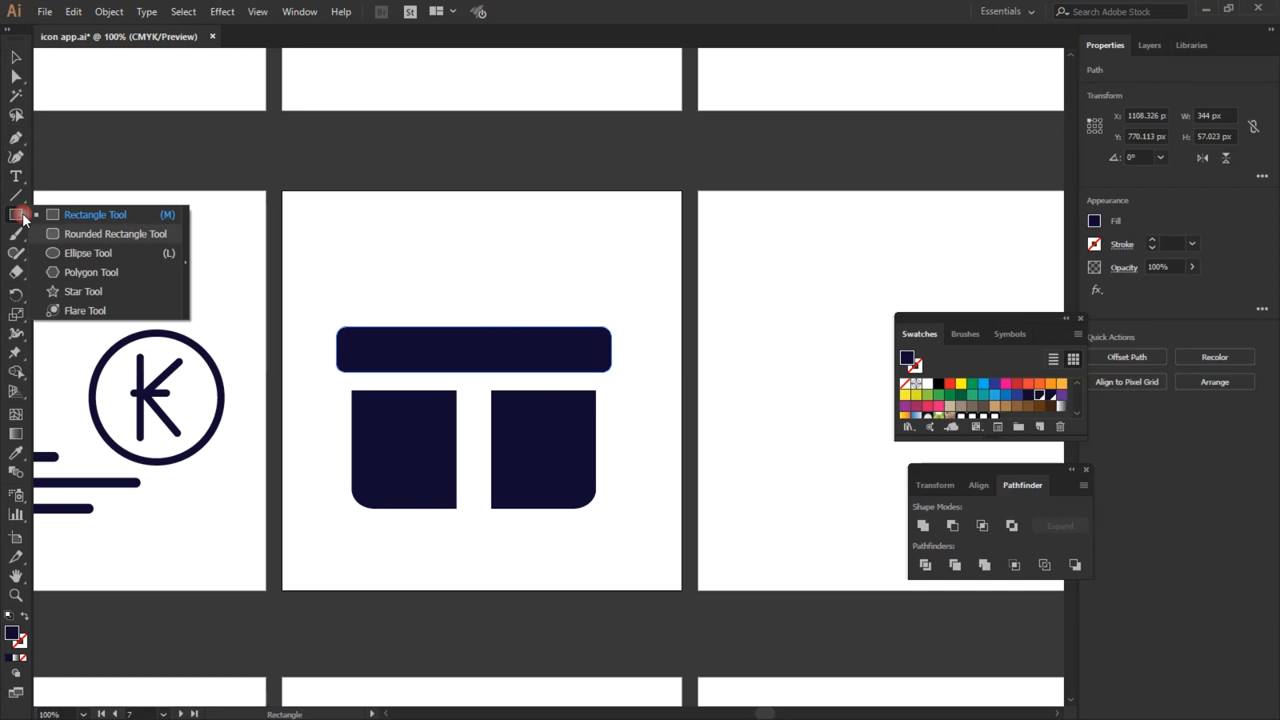 Ai File Edit Object Type Select Effect View Window Help Br St Essentials Search Adobe Stock
icon app.ai* @ 100% (CMYK/Preview)
Properties Layers Libraries
Path
Transform
X: 1108.326 p W: 344 px
Y: 770.113 px H: 57.023 px
0°
Appearance
Fill
Stroke
Opacity 100%
fx
Quick Actions
Offset Path Recolor
Align to Pixel Grid Arrange
Rectangle Tool (M)
Rounded Rectangle Tool
Ellipse Tool (L)
Polygon Tool
Star Tool
Flare Tool
Swatches Brushes Symbols
Transform Align Pathfinder
Shape Modes:
Expand
Pathfinders:
100% 7 Rectangle